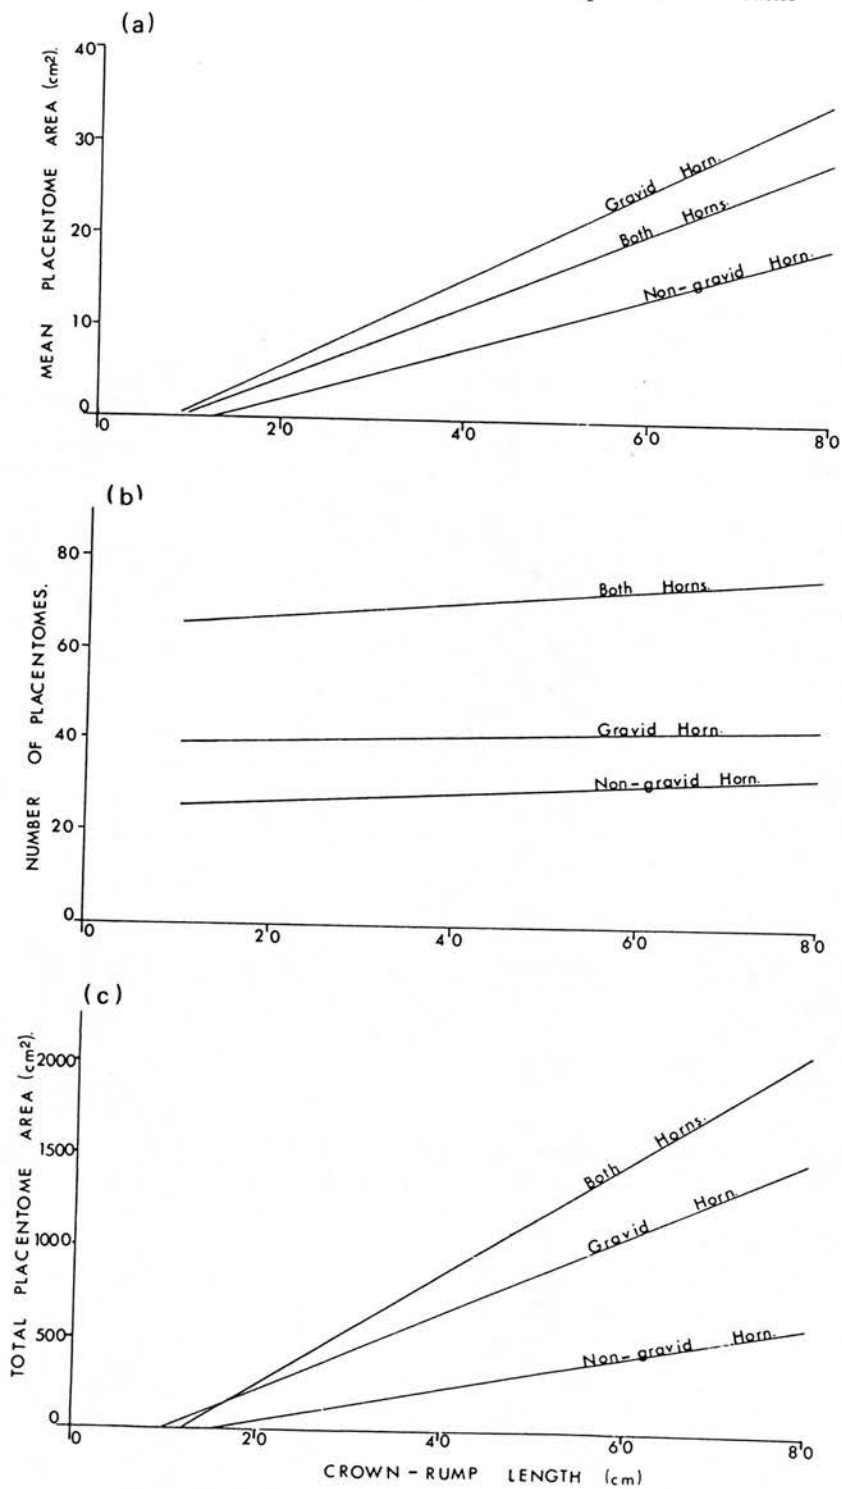 (a)
MEAN PLACENTOME AREA (cm2).
40
30
20
10
0
Gravid Horn.
Both Horns.
Non-gravid Horn.
0 20 40 60 80
(b)
NUMBER OF PLACENTOMES.
80
60
40
20
0
Both Horns.
Gravid Horn.
Non-gravid Horn.
0 20 40 60 80
(c)
TOTAL PLACENTOME AREA (cm2).
2000
1500
1000
500
0
Both Horns.
Gravid Horn.
Non-gravid Horn.
0 20 40 60 80
CROWN-RUMP LENGTH (cm)